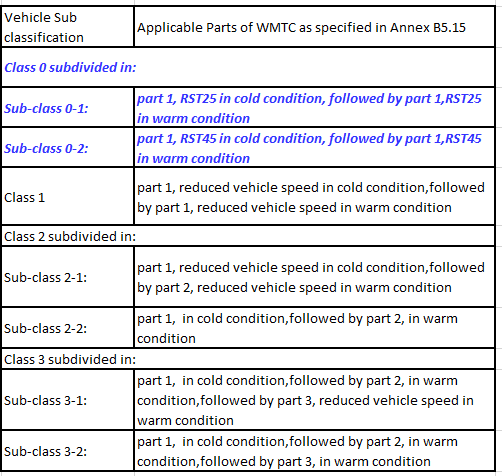 Vehicle Sub
classification
Applicable Parts of WMTC as specified in Annex B5.15
Class 0 subdivided in:
Sub-class 0-1:
part 1, RST25 in cold condition, followed by part 1,RST25
in warm condition
Sub-class 0-2:
part 1, RST45 in cold condition, followed by part 1,RST45
in warm condition
Class 1
part 1, reduced vehicle speed in cold condition,followed
by part 1, reduced vehicle speed in warm condition
Class 2 subdivided in:
Sub-class 2-1:
part 1, reduced vehicle speed in cold condition,followed
by part 2, reduced vehicle speed in warm condition
Sub-class 2-2:
part 1,  in cold condition,followed by part 2, in warm
condition
Class 3 subdivided in:
Sub-class 3-1:
part 1,  in cold condition,followed by part 2, in warm
condition,followed by part 3, reduced vehicle speed in
warm condition
Sub-class 3-2:
part 1,  in cold condition,followed by part 2, in warm
condition,followed by part 3, in warm condition